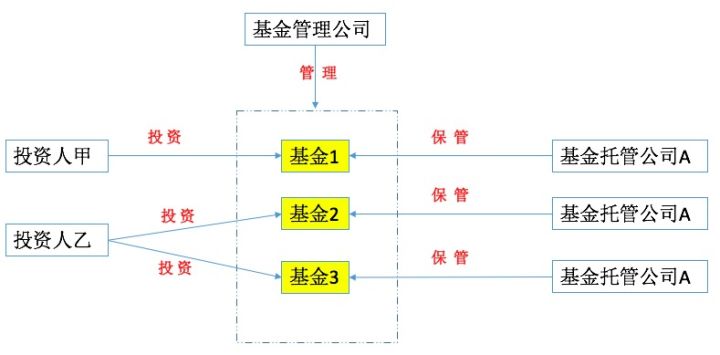 基金管理公司
管 理
投资
保 管
投资人甲
基金1
基金托管公司A
投资
保 管
基金2
基金托管公司A
投资人乙
投资
保 管
基金3
基金托管公司A